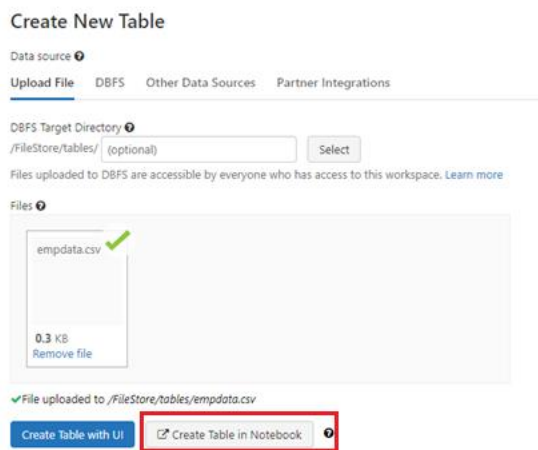 Create New Table
Data source ?
Upload File DBFS Other Data Sources Partner Integrations
DBFS Target Directory ?
/FileStore/tables/ (optional) Select
Files uploaded to DBFS are accessible by everyone who has access to this workspace. Learn more
Files ?
empdata.csv
0.3 KB
Remove file
File uploaded to /FileStore/tables/empdata.csv
Create Table with UI Create Table in Notebook ?